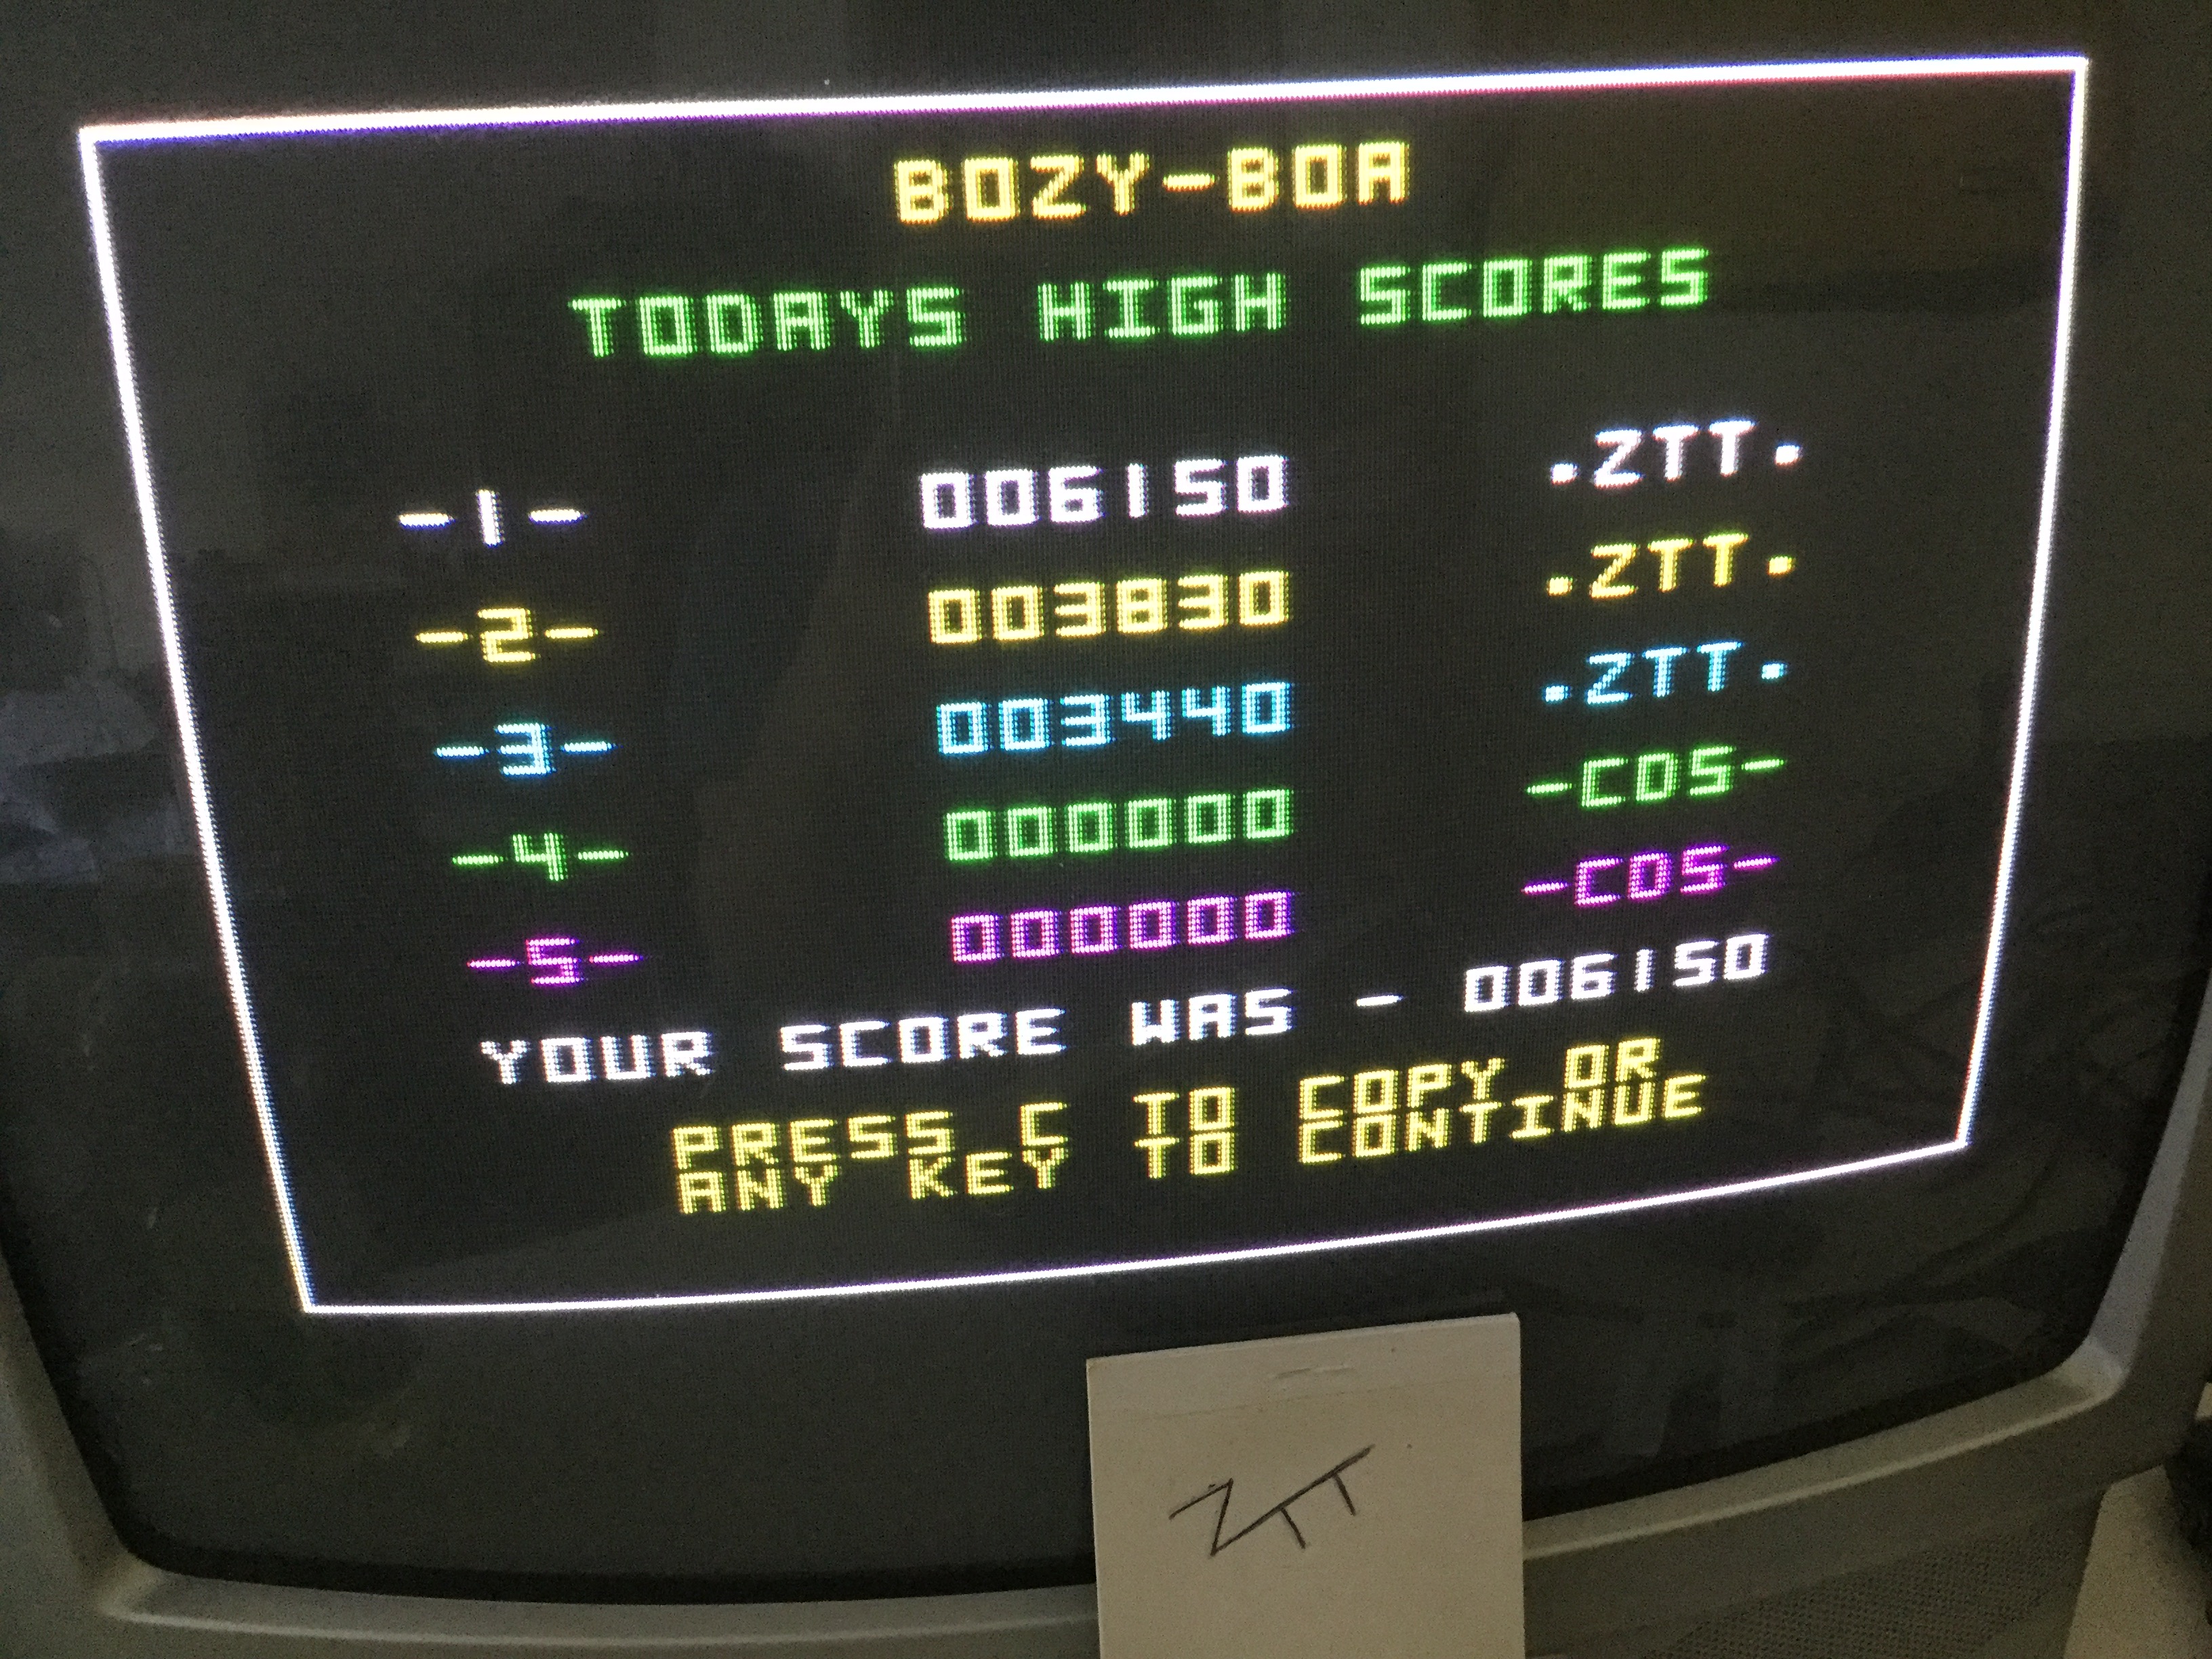 BOZY-BOA
TODAYS HIGH SCORES
-1- 006150 .ZTT.
-2- 003830 .ZTT.
-3- 003440 .ZTT.
-4- 000000 -COS-
-5- 000000 -COS-
YOUR SCORE WAS - 006150
PRESS C TO COPY OR
ANY KEY TO CONTINUE
ZTT